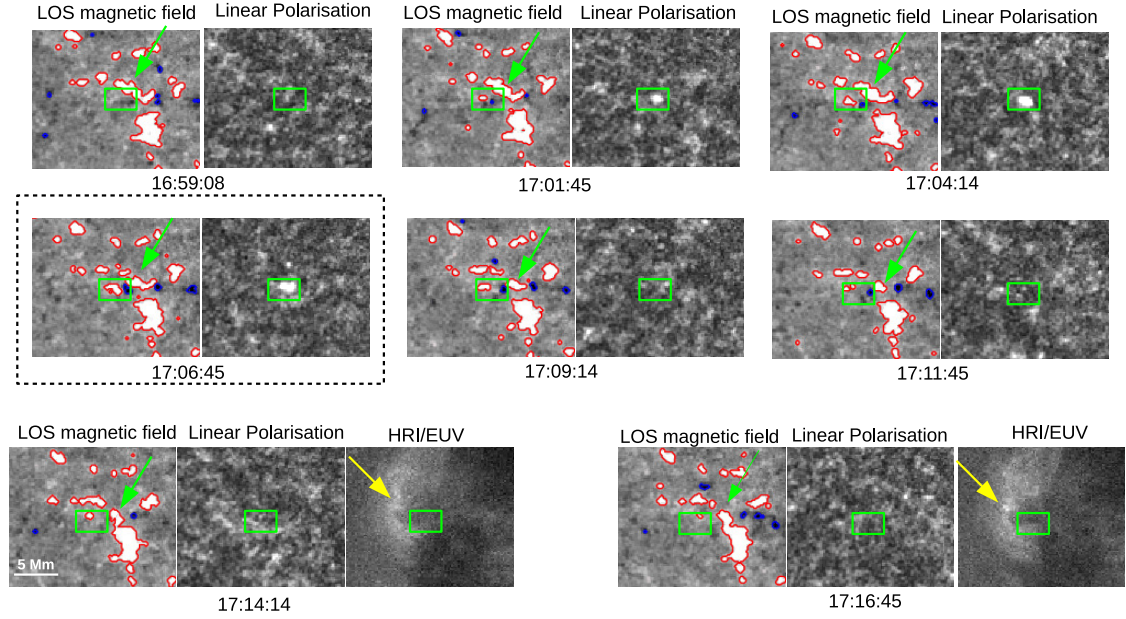 LOS magnetic field Linear Polarisation
LOS magnetic field Linear Polarisation
LOS magnetic field Linear Polarisation
16:59:08
17:01:45
17:04:14
17:06:45
17:09:14
17:11:45
LOS magnetic field Linear Polarisation HRI/EUV
LOS magnetic field Linear Polarisation HRI/EUV
5 Mm
17:14:14
17:16:45